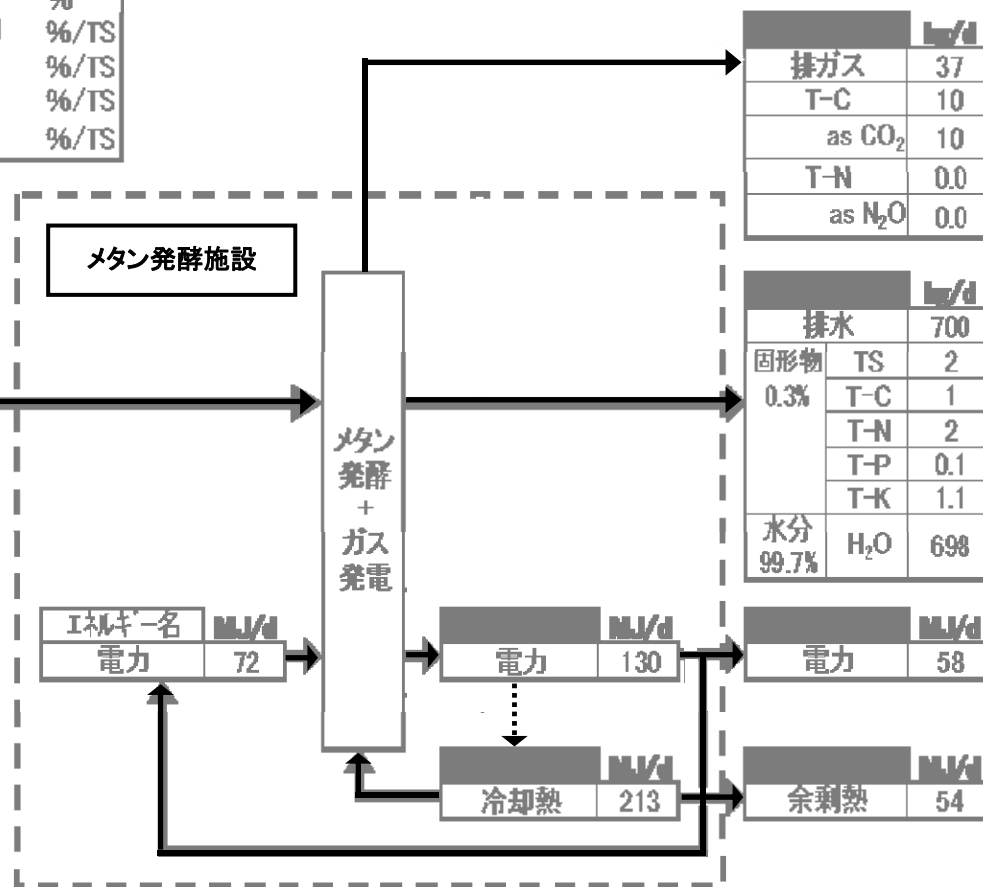 %
%/TS
%/TS
%/TS
%/TS
kg/d
排ガス 37
T-C 10
as CO₂ 10
T-N 0.0
as N₂O 0.0
メタン発酵施設
kg/d
排水 700
固形物 TS 2
0.3% T-C 1
T-N 2
T-P 0.1
T-K 1.1
水分
99.7%
H₂O 698
メタン
発酵
+
ガス
発電
エネルギー名 MJ/d
電力 72
MJ/d
電力 130
MJ/d
電力 58
MJ/d
冷却熱 213
MJ/d
余剰熱 54